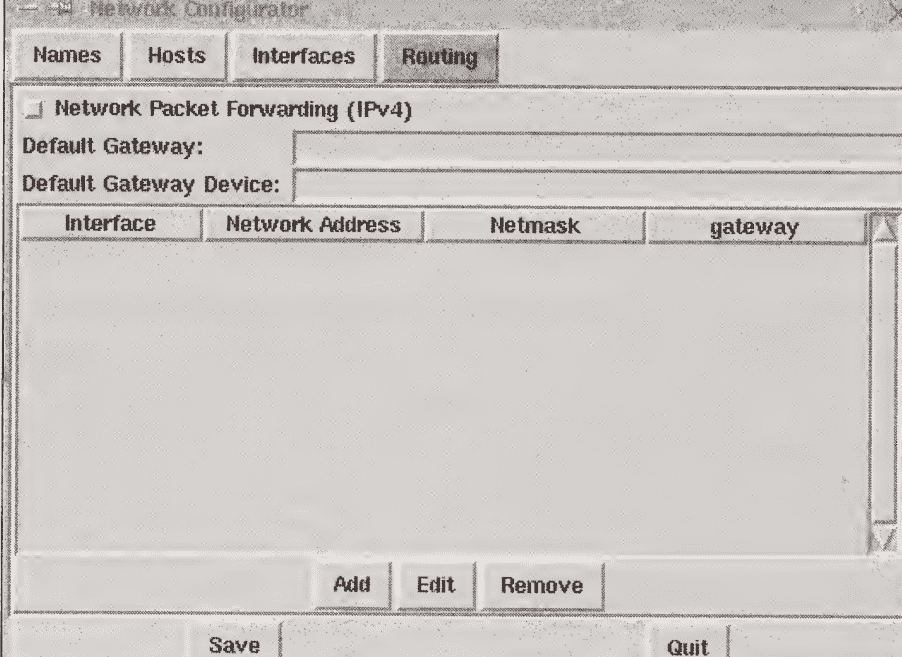 Network Configurator
Names Hosts Interfaces Routing
Network Packet Forwarding (IPv4)
Default Gateway:
Default Gateway Device:
Interface Network Address Netmask gateway
Add Edit Remove
Save Quit